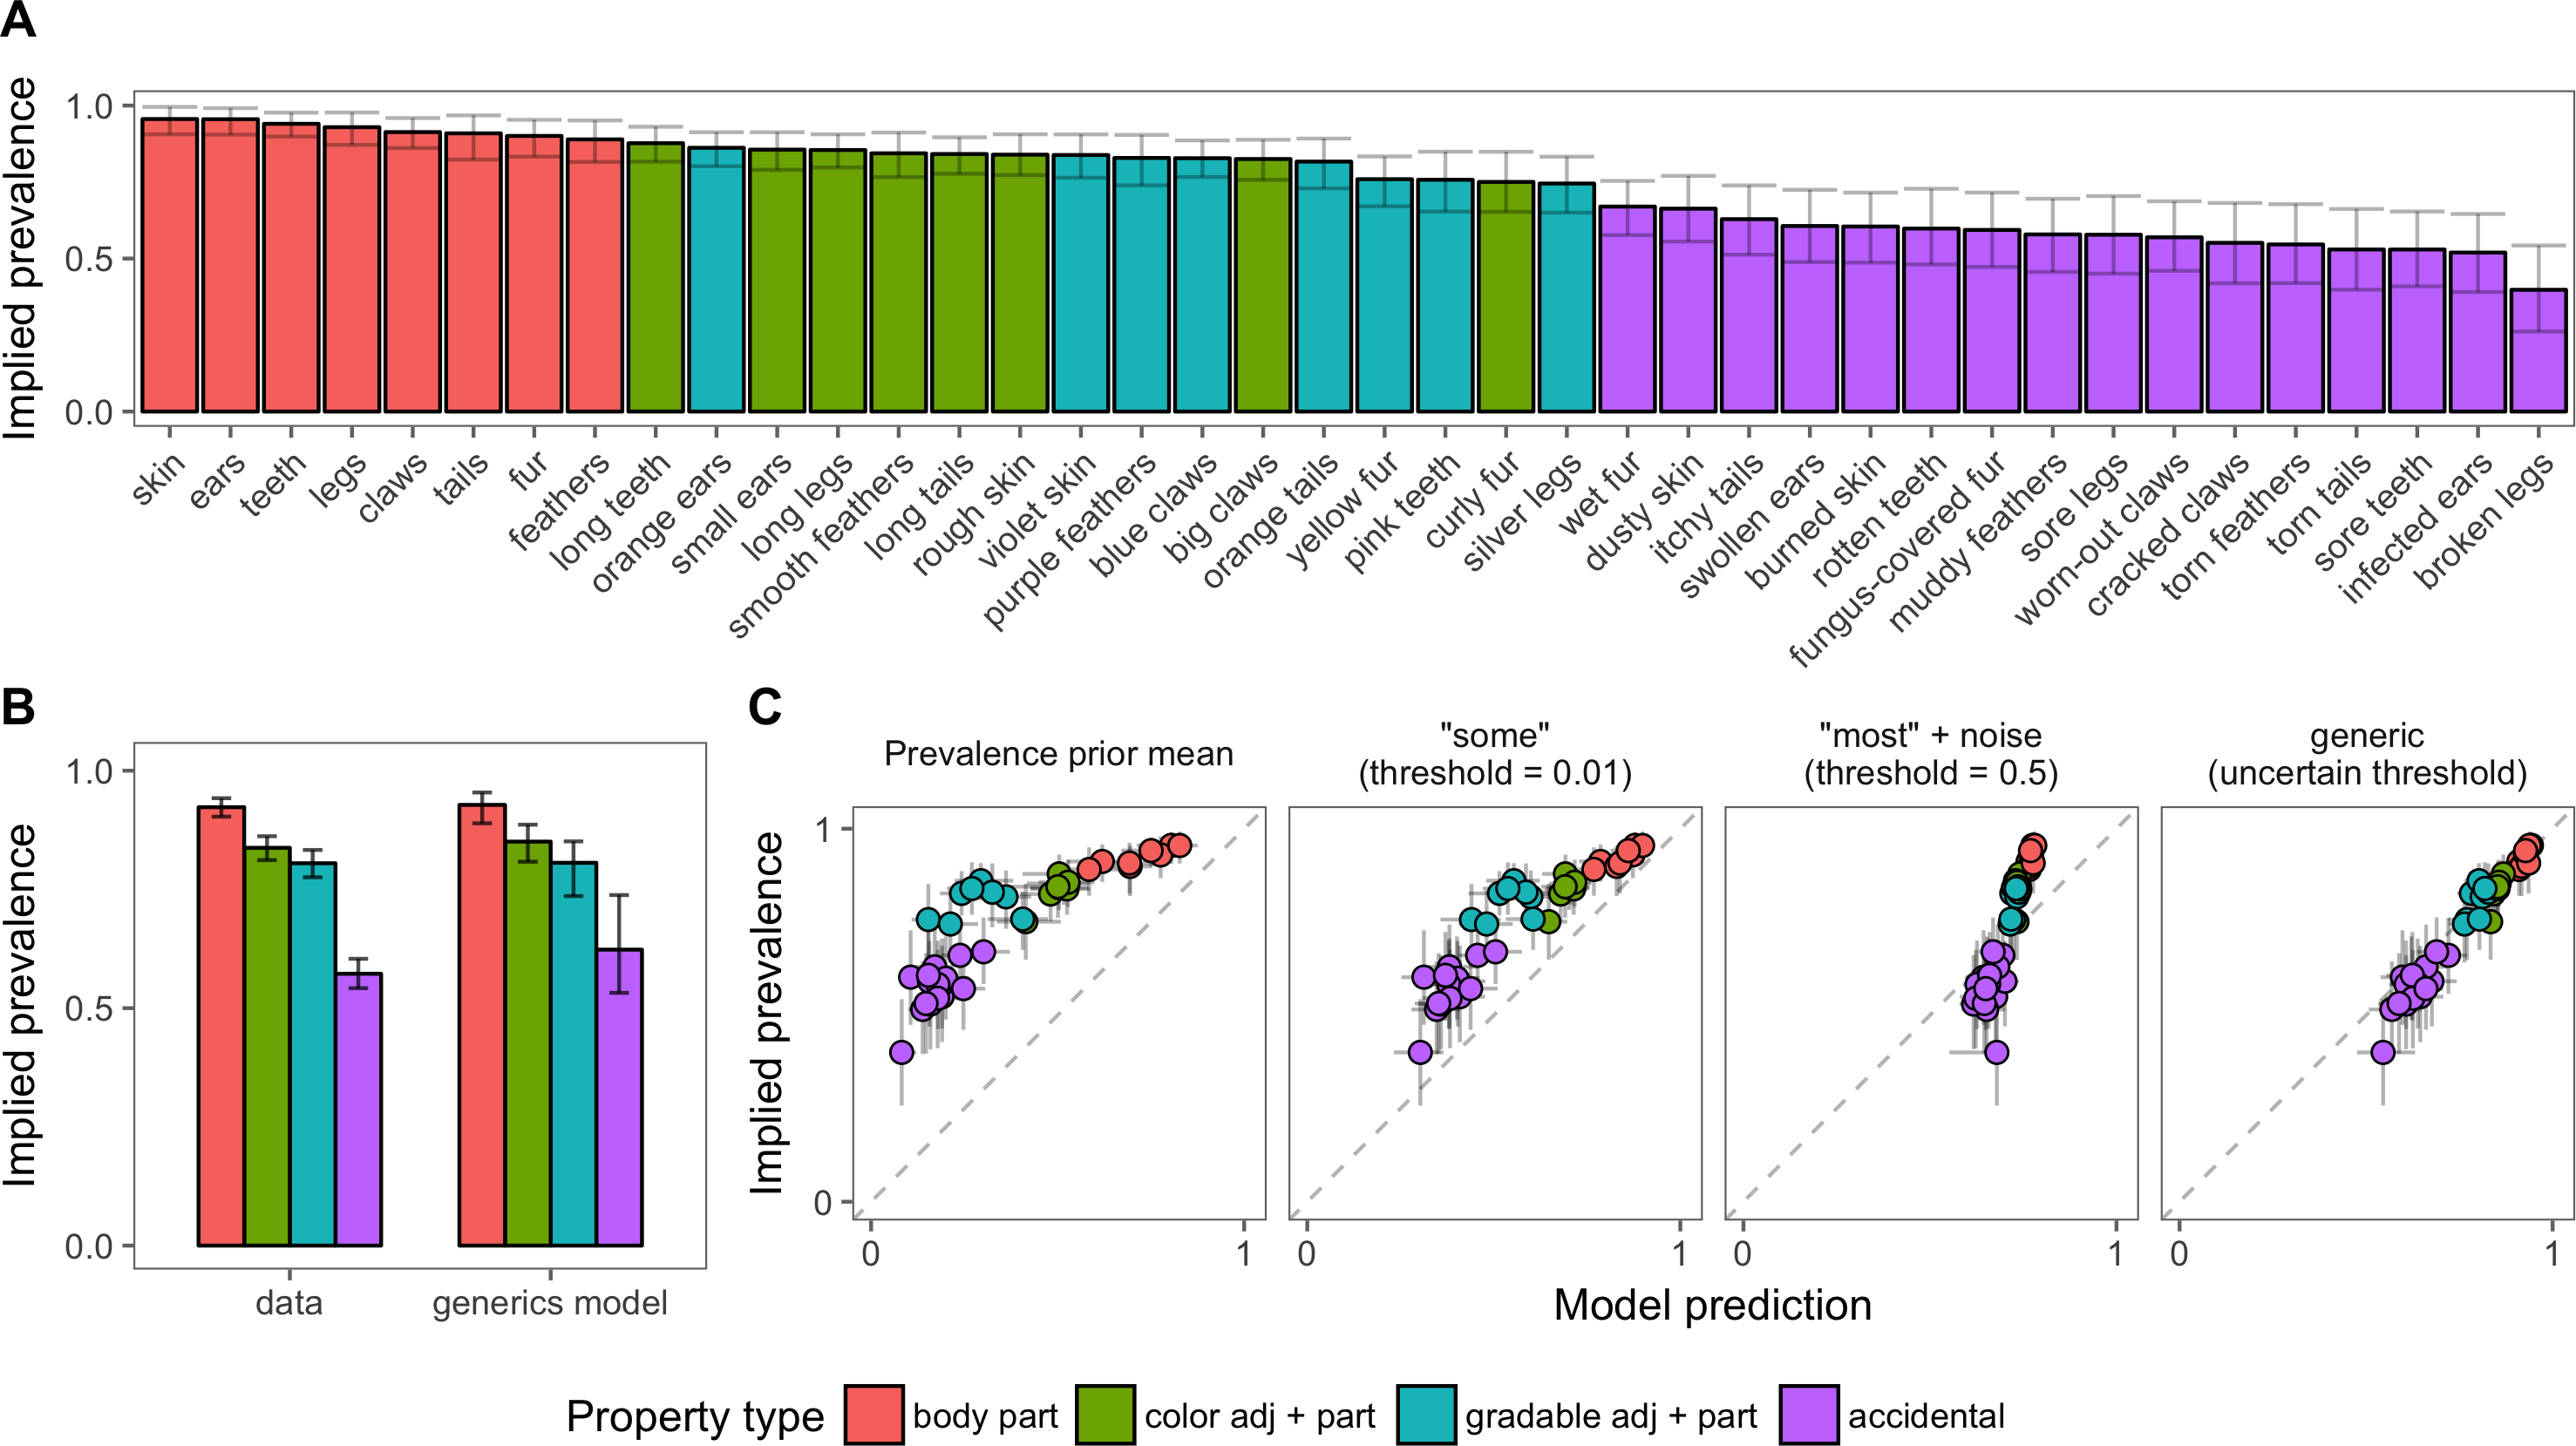 A
Implied prevalence
1.0
0.5
0.0
skin
ears
teeth
legs
claws
tails
fur
feathers
long teeth
orange ears
small ears
long legs
smooth feathers
long tails
rough skin
violet skin
purple feathers
blue claws
big claws
orange tails
yellow fur
pink teeth
curly fur
silver legs
wet fur
dusty skin
itchy tails
swollen ears
burned skin
rotten teeth
fungus-covered fur
muddy feathers
sore legs
worn-out claws
cracked claws
torn feathers
torn tails
sore teeth
infected ears
broken legs
B
Implied prevalence
1.0
0.5
0.0
data
generics model
C
Implied prevalence
Prevalence prior mean
"some"
(threshold = 0.01)
"most" + noise
(threshold = 0.5)
generic
(uncertain threshold)
1
0
0 1
0 1
0 1
0 1
Model prediction
Property type body part color adj + part gradable adj + part accidental